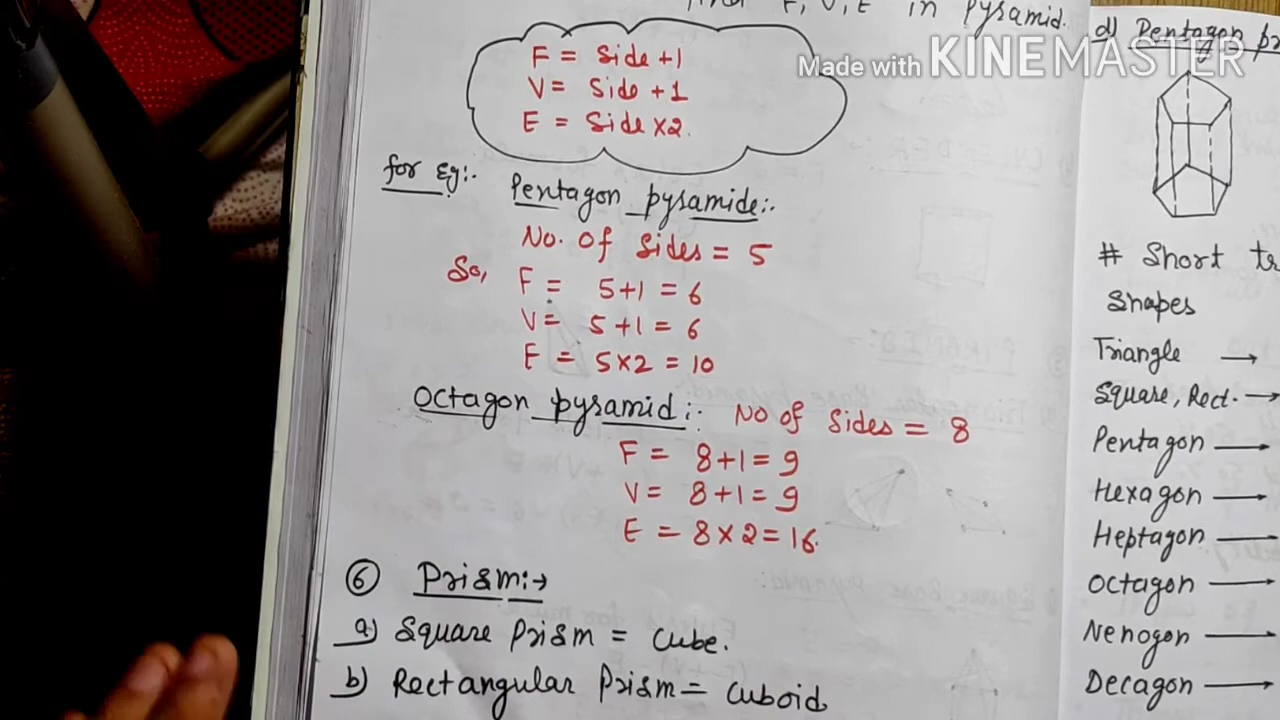 F, V, E in Pyramid.
F = Side +1
V = Side +1
E = Side ×2.
for Eg:-
Pentagon pyramide:-
No. of Sides = 5
So, F = 5+1 = 6
V = 5+1 = 6
E = 5×2 = 10
Octagon pyramid:- No of Sides = 8
F = 8+1 = 9
V = 8+1 = 9
E = 8×2 = 16.
⑥ Prism:→
a) Square Prism = Cube.
b) Rectangular Prism = Cuboid
Made with KINEMASTER
d) Pentagon
# Short
Shapes
Triangle →
Square, Rect. →
Pentagon →
Hexagon →
Heptagon →
Octagon →
Nenogon →
Decagon →